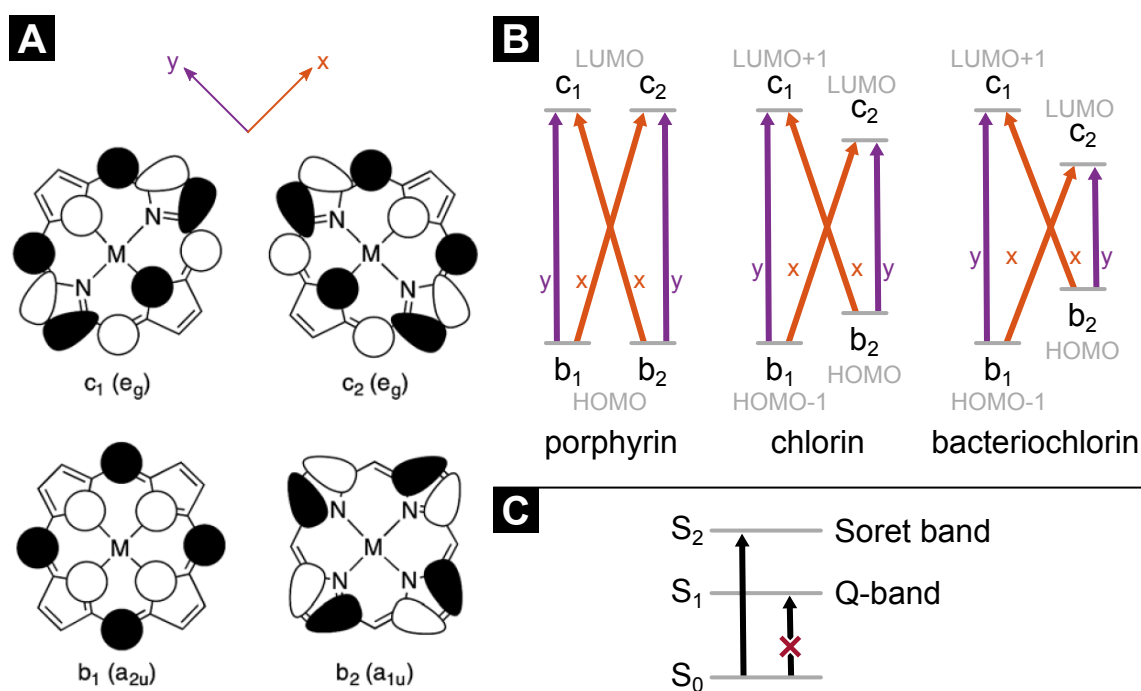 A
y x
N
M
N
c₁ (e_g)
N
M
N
c₂ (e_g)
M
b₁ (a₂ᵤ)
N N
M
N N
b₂ (a₁ᵤ)
B
LUMO
c₁ c₂
y x x y
b₁ b₂
HOMO
porphyrin
LUMO+1
c₁
LUMO
c₂
y x x y
b₁
HOMO-1
b₂
HOMO
chlorin
LUMO+1
c₁
LUMO
c₂
y x x y
b₁
HOMO-1
b₂
HOMO
bacteriochlorin
C
S₂ Soret band
S₁ Q-band
S₀